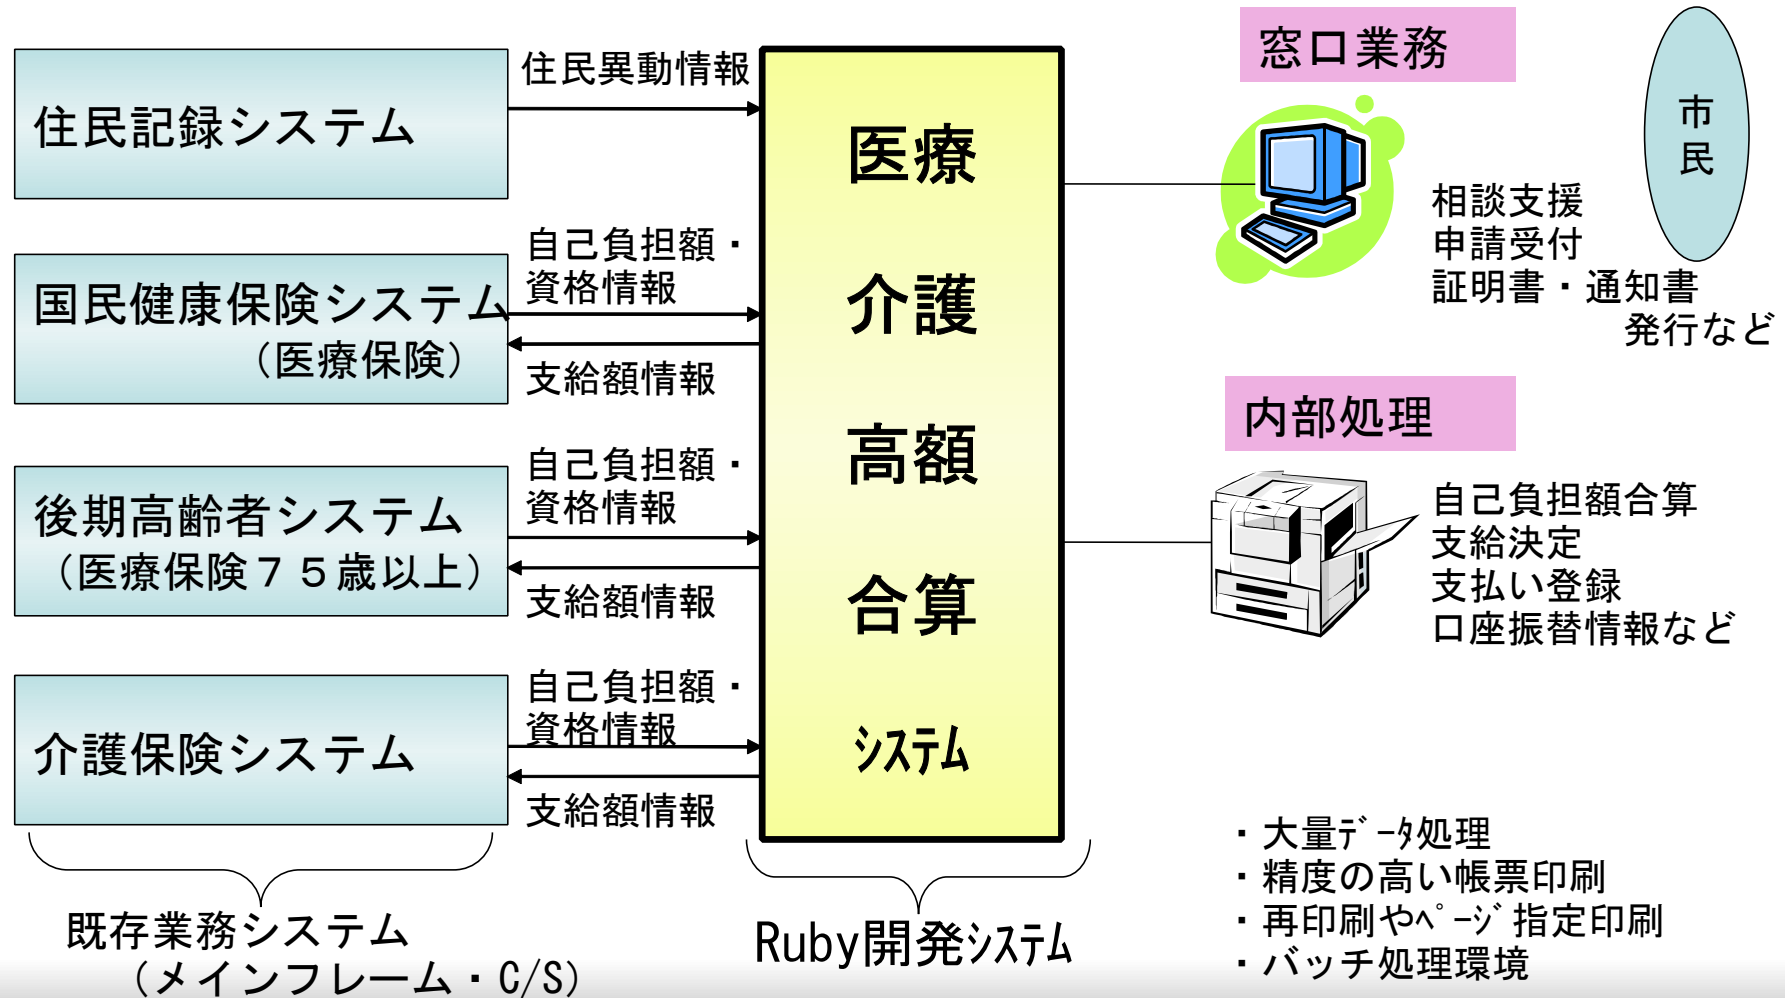 住民記録システム
国民健康保険システム
（医療保険）
後期高齢者システム
（医療保険７５歳以上）
介護保険システム
既存業務システム
（メインフレーム・C/S）
住民異動情報
自己負担額・
資格情報
支給額情報
自己負担額・
資格情報
支給額情報
自己負担額・
資格情報
支給額情報
医療
介護
高額
合算
ｼｽﾃﾑ
Ruby開発ｼｽﾃﾑ
窓口業務
市
民
相談支援
申請受付
証明書・通知書
発行など
内部処理
自己負担額合算
支給決定
支払い登録
口座振替情報など
・大量ﾃﾞｰﾀ処理
・精度の高い帳票印刷
・再印刷やﾍﾟｰｼﾞ指定印刷
・バッチ処理環境